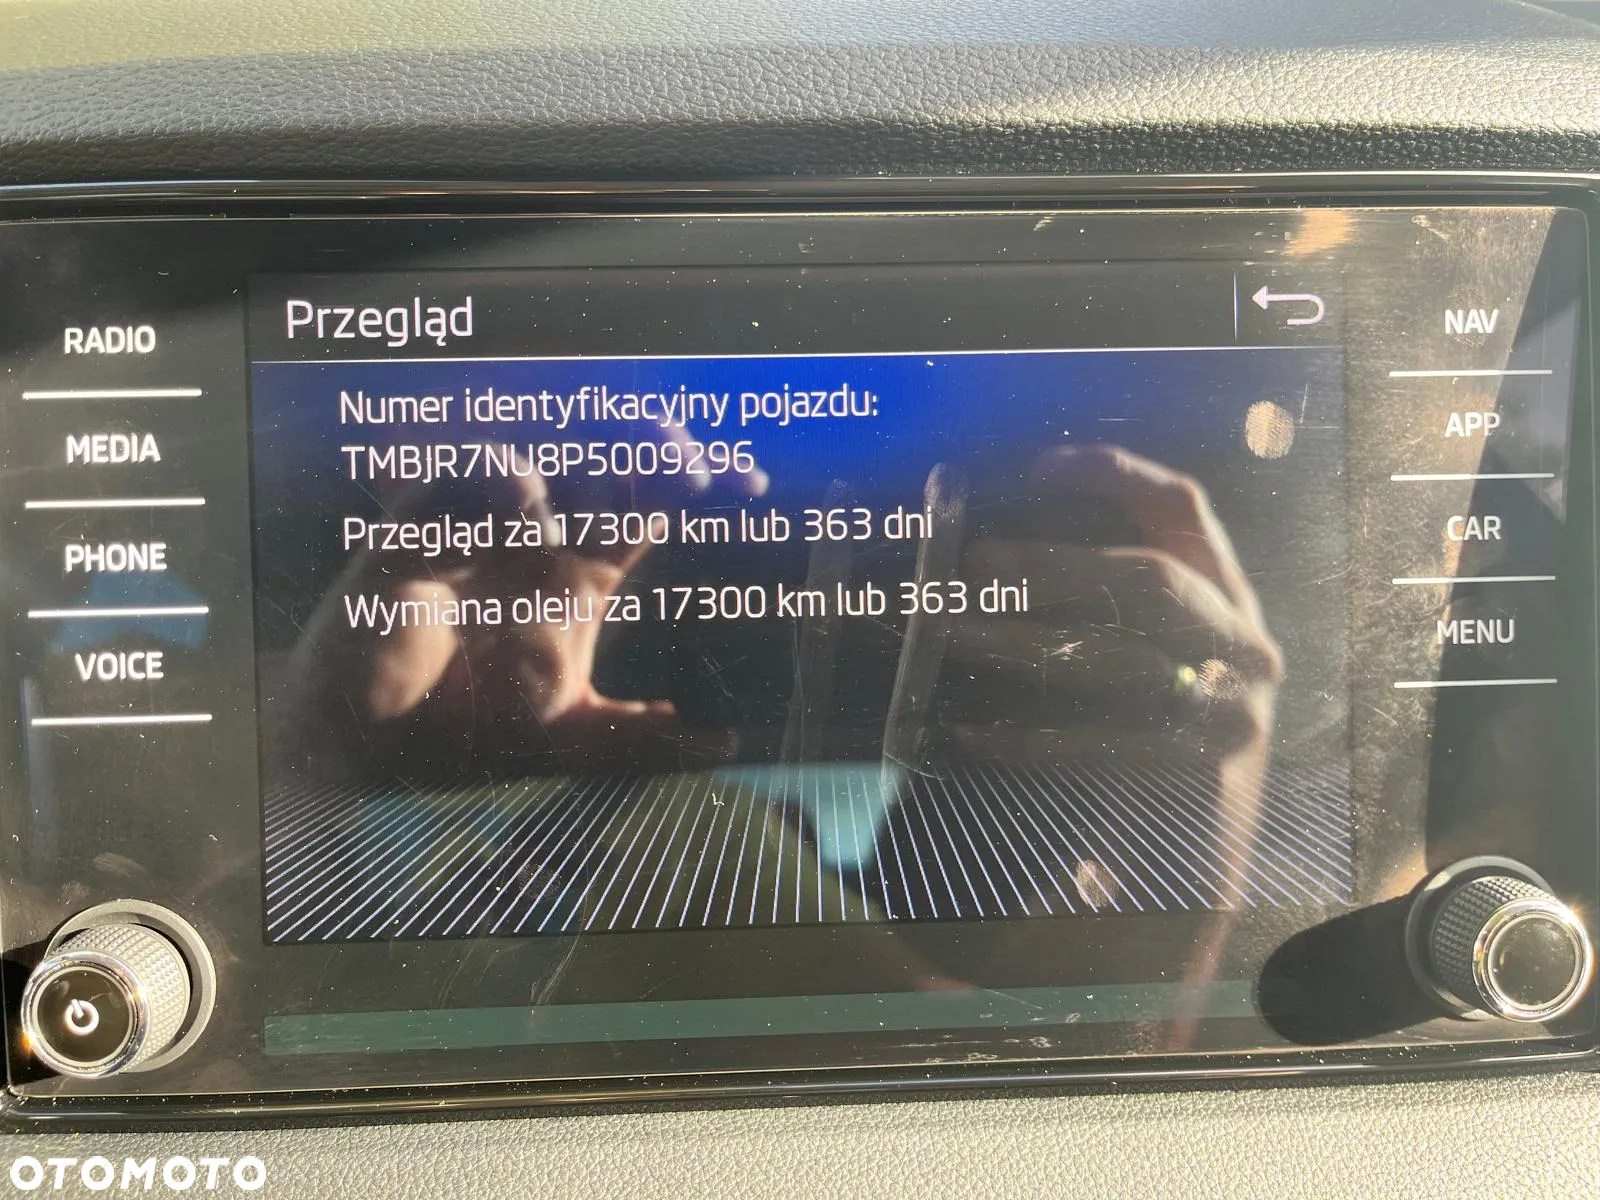 Przegląd
RADIO
MEDIA
PHONE
VOICE
Numer identyfikacyjny pojazdu:
TMBJR7NU8P5009296
Przegląd za 17300 km lub 363 dni
Wymiana oleju za 17300 km lub 363 dni
NAV
APP
CAR
MENU
OTOMOTO